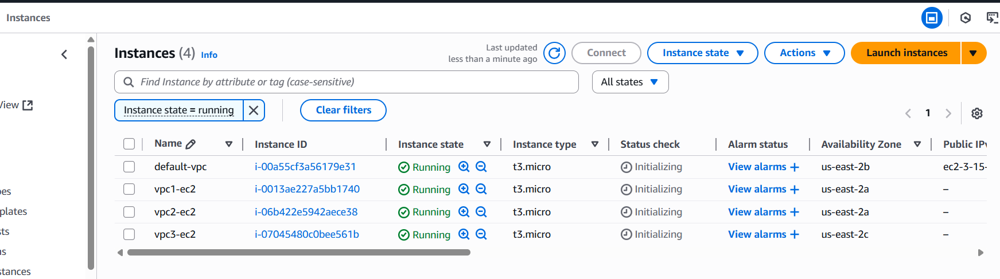 Instances
View
pes
plates
sts
ns
stances
Instances (4) Info
Last updated
less than a minute ago
Connect
Instance state
Actions
Launch instances
Find Instance by attribute or tag (case-sensitive)
All states
Instance state = running
Clear filters
1
Name Instance ID Instance state Instance type Status check Alarm status Availability Zone Public IPv
default-vpc i-00a55cf3a56179e31 Running t3.micro Initializing View alarms + us-east-2b ec2-3-15-
vpc1-ec2 i-0013ae227a5bb1740 Running t3.micro Initializing View alarms + us-east-2a –
vpc2-ec2 i-06b422e5942aece38 Running t3.micro Initializing View alarms + us-east-2a –
vpc3-ec2 i-07045480c0bee561b Running t3.micro Initializing View alarms + us-east-2c –